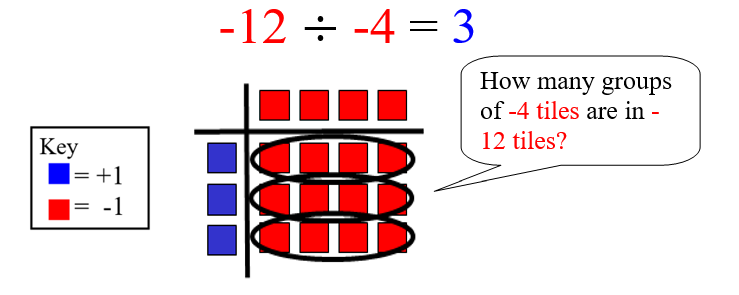 -12 ÷ -4 = 3
How many groups
of -4 tiles are in -
12 tiles?
Key
= +1
= -1